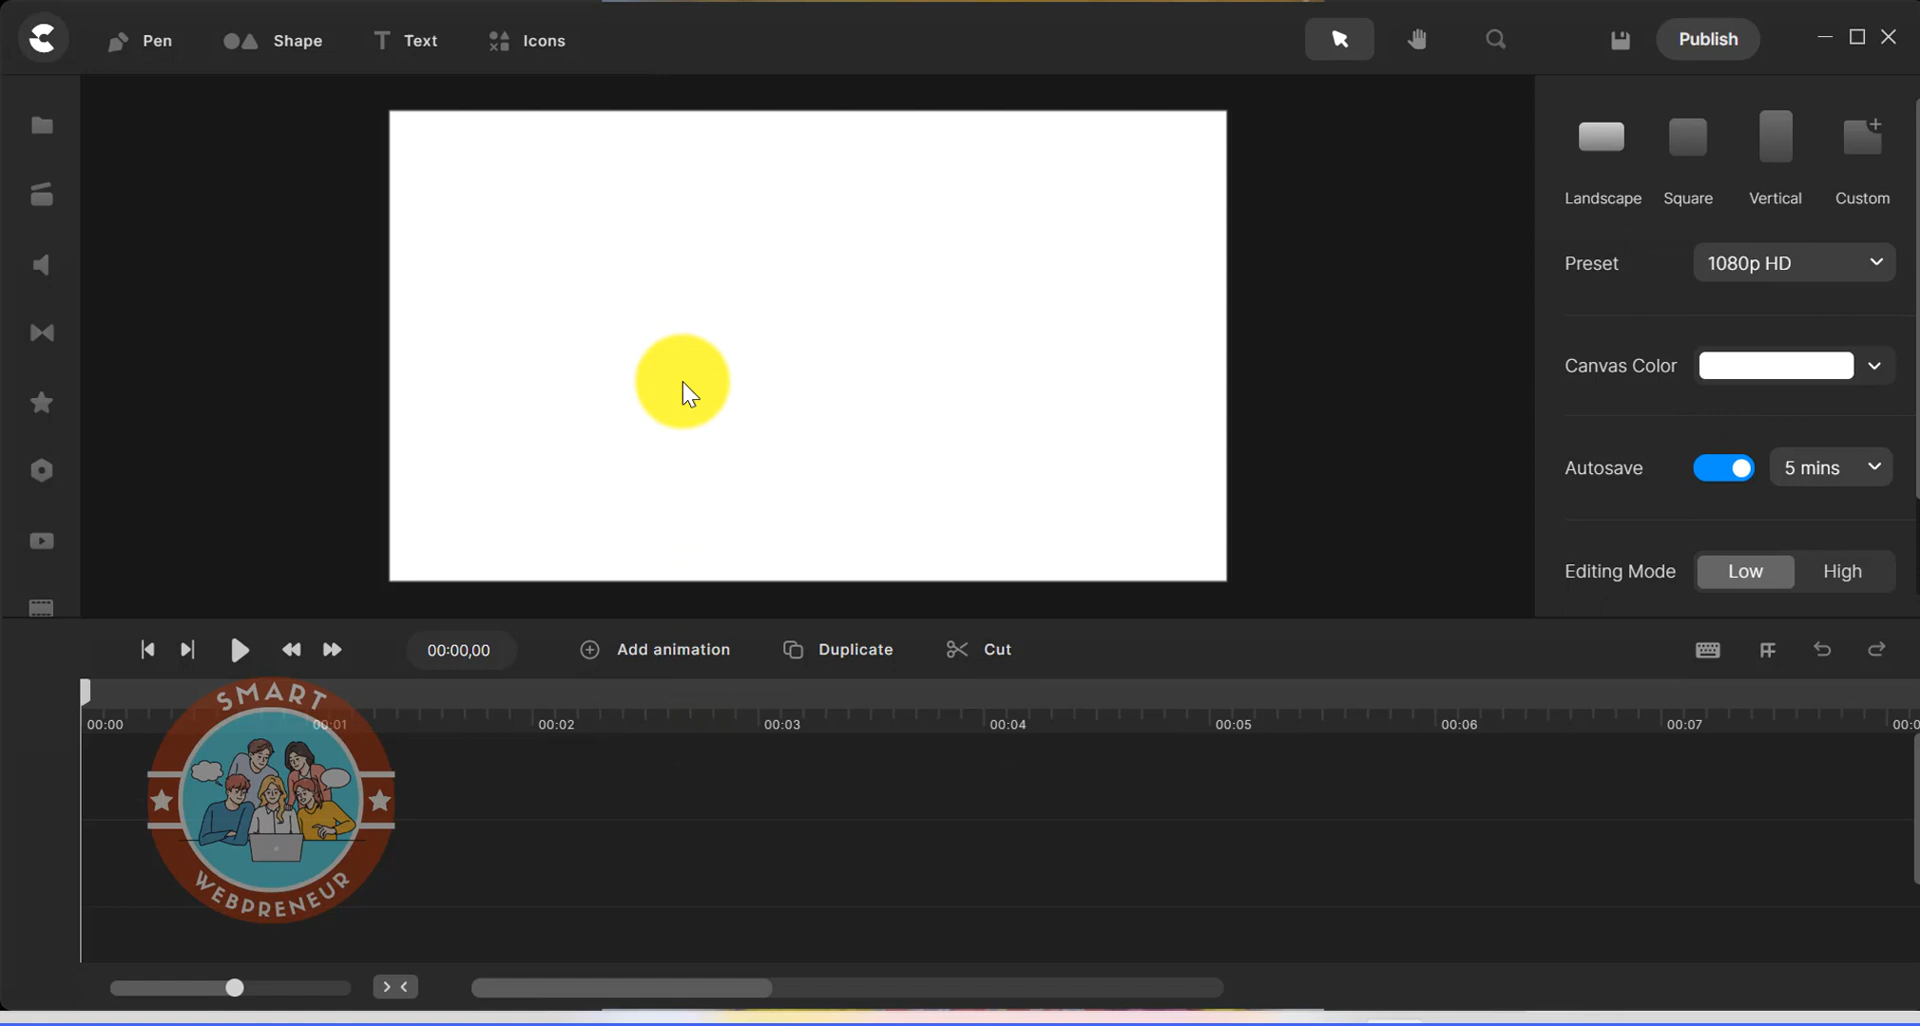 Pen Shape Text Icons Publish
Landscape Square Vertical Custom
Preset 1080p HD
Canvas Color
Autosave 5 mins
Editing Mode Low High
00:00,00 Add animation Duplicate Cut
00:00 00:01 00:02 00:03 00:04 00:05 00:06 00:07
SMART
WEBPRENEUR